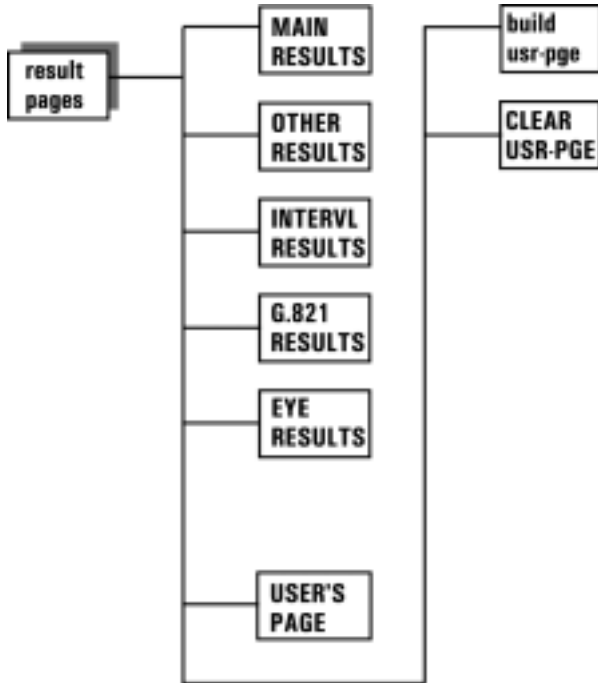 result
pages
MAIN
RESULTS
OTHER
RESULTS
INTERVL
RESULTS
G.821
RESULTS
EYE
RESULTS
USER'S
PAGE
build
usr-pge
CLEAR
USR-PGE